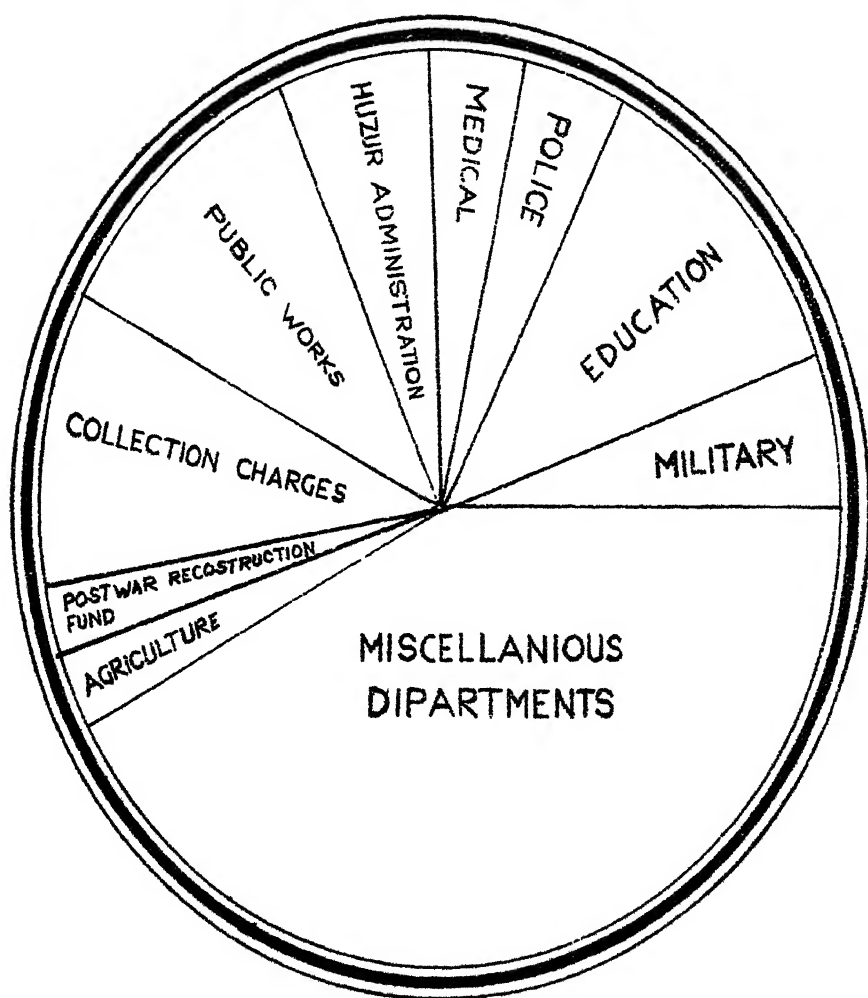 HUZUR ADMINISTRATION
MEDICAL
POLICE
PUBLIC WORKS
EDUCATION
COLLECTION CHARGES
MILITARY
POSTWAR RECOSTRUCTION
FUND
AGRICULTURE
MISCELLANIOUS
DIPARTMENTS